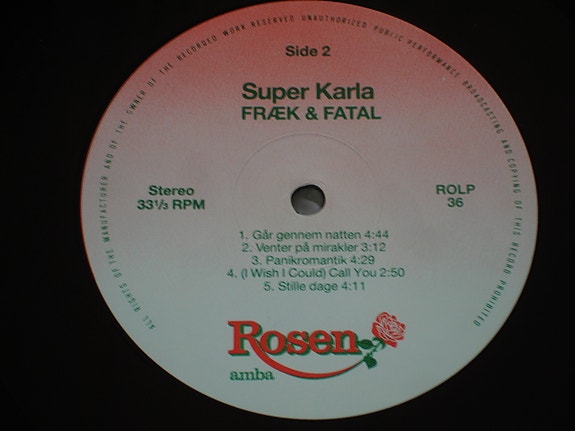 ALL RIGHTS OF THE MANUFACTURER AND OF THE OWNER OF THE RECORDED WORK RESERVED UNAUTHORIZED PUBLIC PERFORMANCE BROADCASTING AND COPYING OF THIS RECORD PROHIBITED
Side 2
Super Karla
FRÆK & FATAL
Stereo
33 1/3 RPM
ROLP
36
1. Går gennem natten 4:44
2. Venter på mirakler 3:12
3. Panikromantik 4:29
4. (I Wish I Could) Call You 2:50
5. Stille dage 4:11
Rosen
amba